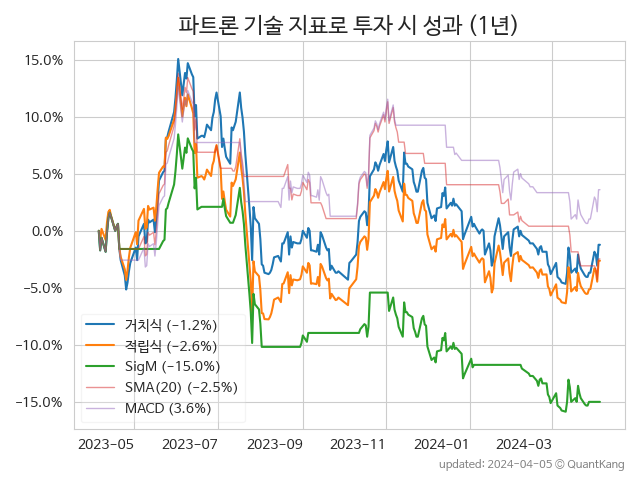 파트론 기술 지표로 투자 시 성과 (1년)
15.0%
10.0%
5.0%
0.0%
−5.0%
−10.0%
−15.0%
거치식 (−1.2%)
적립식 (−2.6%)
SigM (−15.0%)
SMA(20) (−2.5%)
MACD (3.6%)
2023-05 2023-07 2023-09 2023-11 2024-01 2024-03
updated: 2024-04-05 © QuantKang